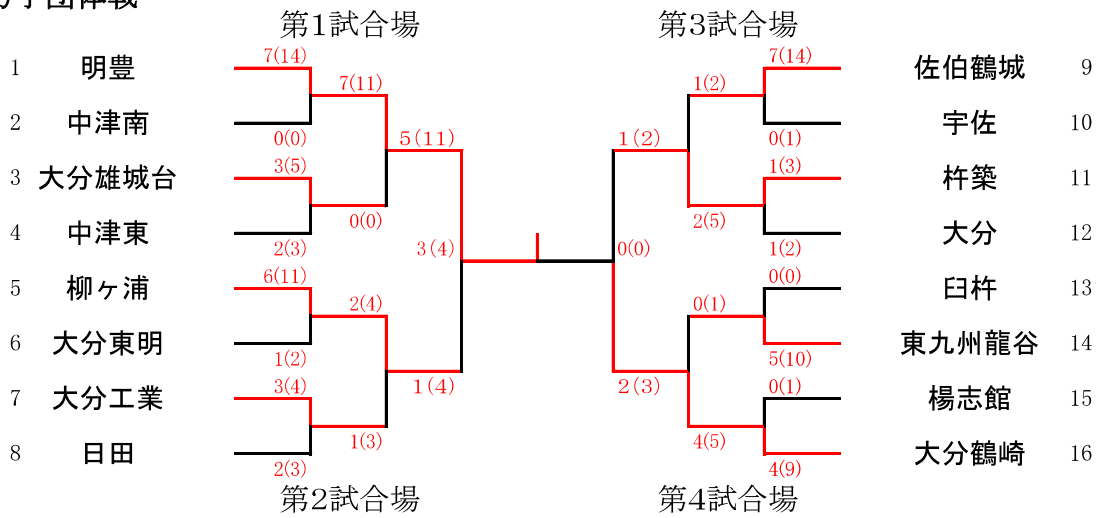 子団体戦
第1試合場
1 明豊 7(14)
7(11)
2 中津南 0(0)
5(11)
3 大分雄城台 3(5)
0(0)
4 中津東 2(3)
3(4)
5 柳ヶ浦 6(11)
2(4)
6 大分東明 1(2)
1(4)
7 大分工業 3(4)
1(3)
8 日田 2(3)
第2試合場
第3試合場
7(14) 佐伯鶴城 9
1(2)
0(1) 宇佐 10
1(2)
1(3) 杵築 11
2(5)
1(2) 大分 12
0(0)
0(0) 臼杵 13
0(1)
5(10) 東九州龍谷 14
2(3)
0(1) 楊志館 15
4(5)
4(9) 大分鶴崎 16
第4試合場